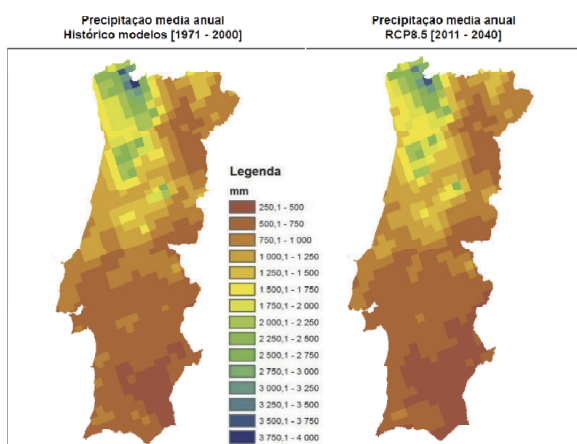 Precipitaçao media anual
Histórico modelos [1971 - 2000]
Precipitaçao media anual
RCP8.5 [2011 - 2040]
Legenda
mm
250,1 - 500
500,1 - 750
750,1 - 1 000
1 000,1 - 1 250
1 250,1 - 1 500
1 500,1 - 1 750
1 750,1 - 2 000
2 000,1 - 2 250
2 250,1 - 2 500
2 500,1 - 2 750
2 750,1 - 3 000
3 000,1 - 3 250
3 250,1 - 3 500
3 500,1 - 3 750
3 750,1 - 4 000